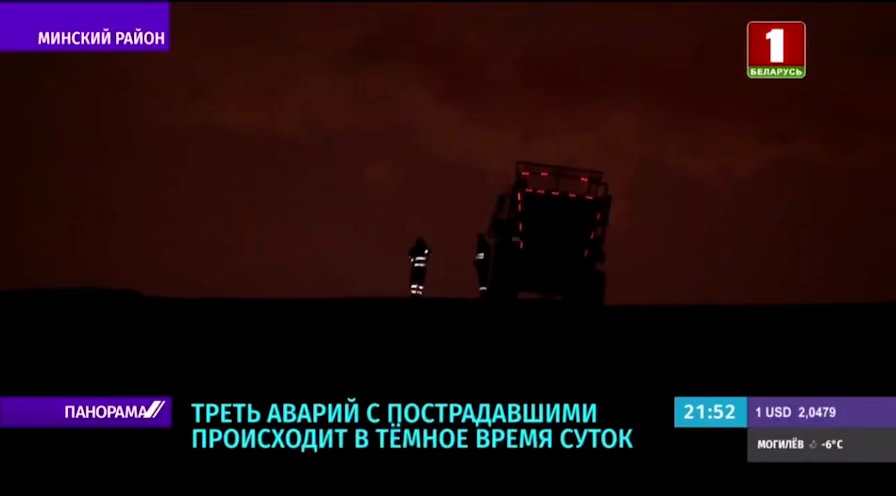 МИНСКИЙ РАЙОН
1
БЕЛАРУСЬ
ПАНОРАМА
ТРЕТЬ АВАРИЙ С ПОСТРАДАВШИМИ
ПРОИСХОДИТ В ТЁМНОЕ ВРЕМЯ СУТОК
21:52
1 USD 2,0479
МОГИЛЁВ -6°C